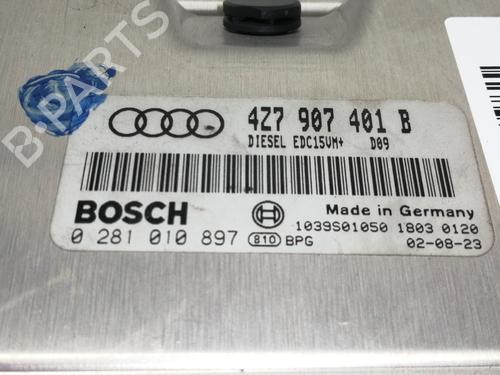 B-PARTS
4Z7 907 401 B
DIESEL EDC15VM+ D09
BOSCH
Made in Germany
1039S01050 1803 0120
0 281 010 897 810 BPG 02-08-23